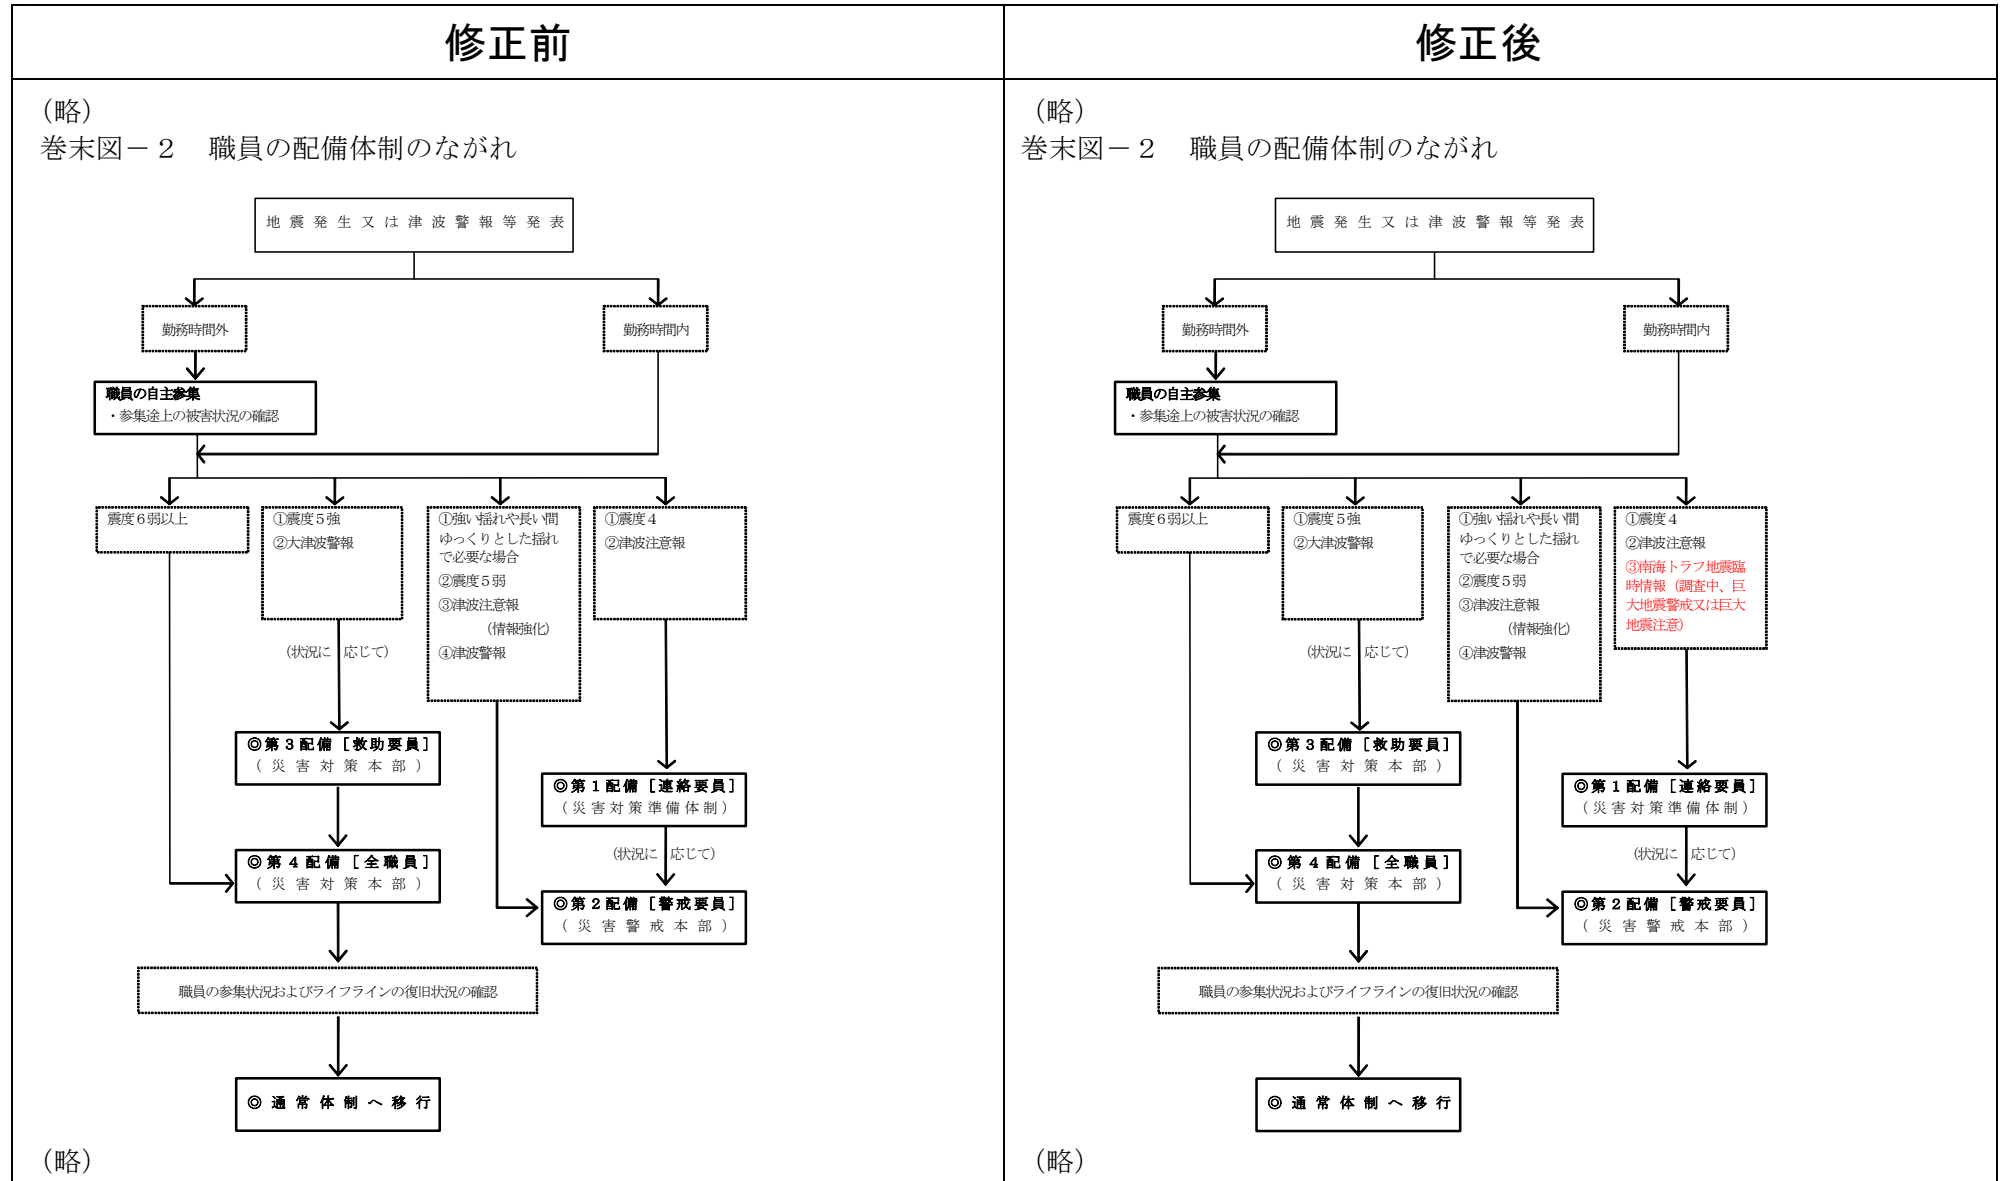 修正前
（略）
巻末図－２　職員の配備体制のながれ
地震発生又は津波警報等発表
勤務時間外
勤務時間内
職員の自主参集
・参集途上の被害状況の確認
震度６弱以上
①震度５強
②大津波警報
①強い揺れや長い間
ゆっくりとした揺れ
で必要な場合
②震度５弱
③津波注意報
（情報強化）
④津波警報
①震度４
②津波注意報
（状況に　応じて）
◎第３配備［救助要員］
（災害対策本部）
◎第１配備［連絡要員］
（災害対策準備体制）
（状況に　応じて）
◎第４配備［全職員］
（災害対策本部）
◎第２配備［警戒要員］
（災害警戒本部）
職員の参集状況およびライフラインの復旧状況の確認
◎通常体制へ移行
（略）
修正後
（略）
巻末図－２　職員の配備体制のながれ
地震発生又は津波警報等発表
勤務時間外
勤務時間内
職員の自主参集
・参集途上の被害状況の確認
震度６弱以上
①震度５強
②大津波警報
①強い揺れや長い間
ゆっくりとした揺れ
で必要な場合
②震度５弱
③津波注意報
（情報強化）
④津波警報
①震度４
②津波注意報
③南海トラフ地震臨
時情報（調査中、巨
大地震警戒又は巨大
地震注意）
（状況に　応じて）
◎第３配備［救助要員］
（災害対策本部）
◎第１配備［連絡要員］
（災害対策準備体制）
（状況に　応じて）
◎第４配備［全職員］
（災害対策本部）
◎第２配備［警戒要員］
（災害警戒本部）
職員の参集状況およびライフラインの復旧状況の確認
◎通常体制へ移行
（略）